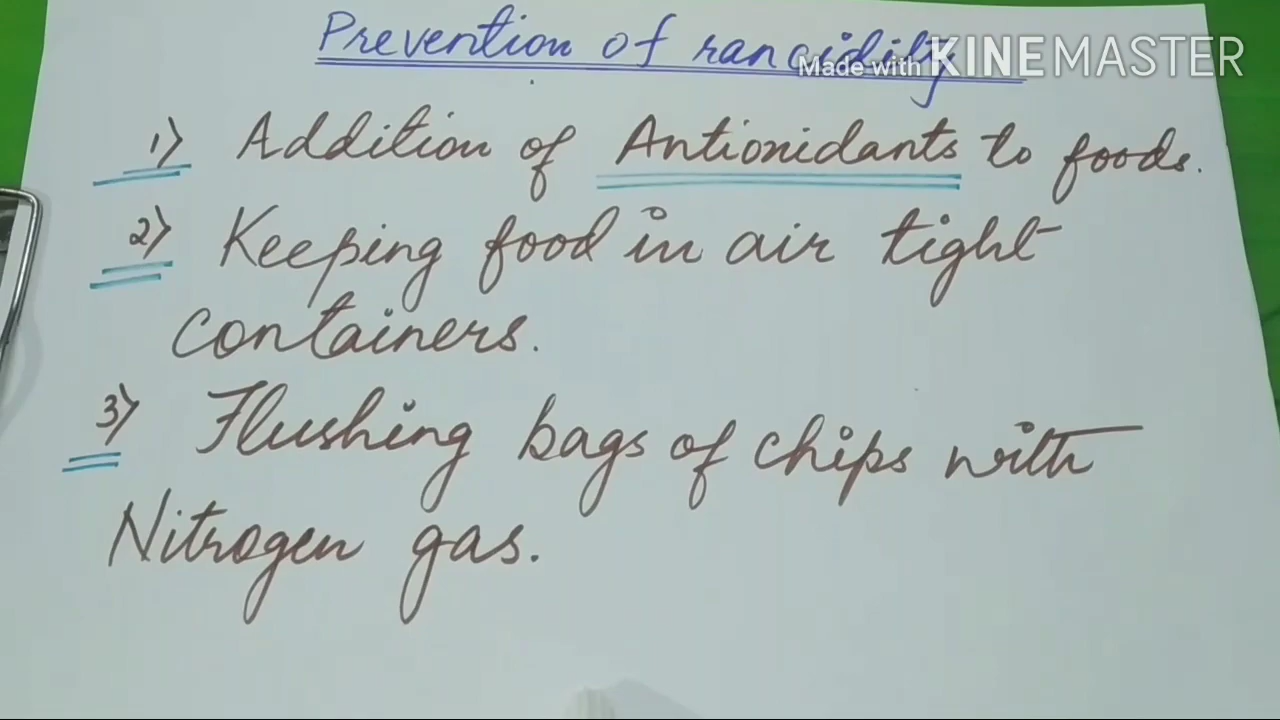 Prevention of rancidity
Made with KINEMASTER
1) Addition of Antioxidants to foods.
2) Keeping food in air tight
containers.
3) Flushing bags of chips with
Nitrogen gas.